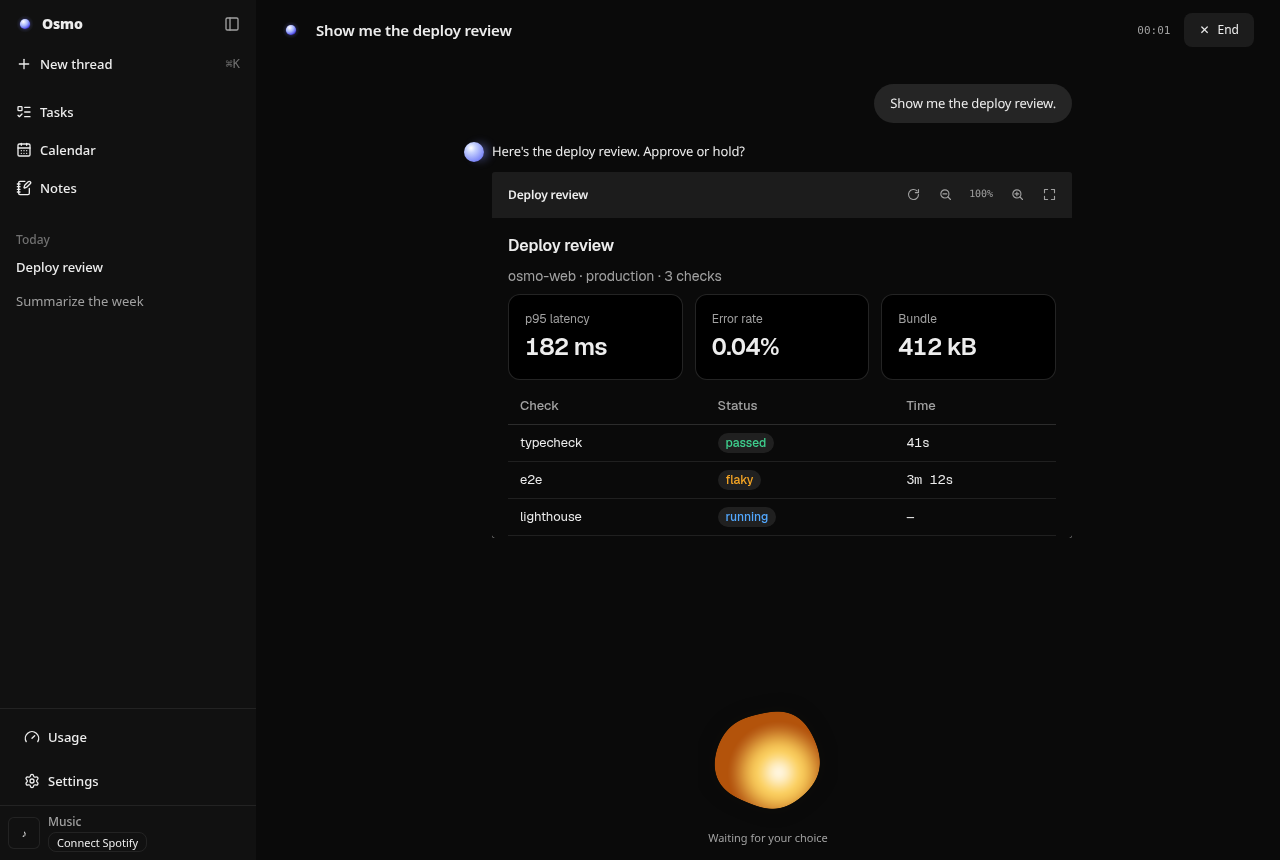 Osmo
New thread ⌘K
Tasks
Calendar
Notes
Today
Deploy review
Summarize the week
Usage
Settings
♪
Music
Connect Spotify
Show me the deploy review
00:01
✕ End
Show me the deploy review.
Here's the deploy review. Approve or hold?
Deploy review
100%
Deploy review
osmo-web · production · 3 checks
p95 latency
182 ms
Error rate
0.04%
Bundle
412 kB
Check Status Time
typecheck passed 41s
e2e flaky 3m 12s
lighthouse running —
Waiting for your choice